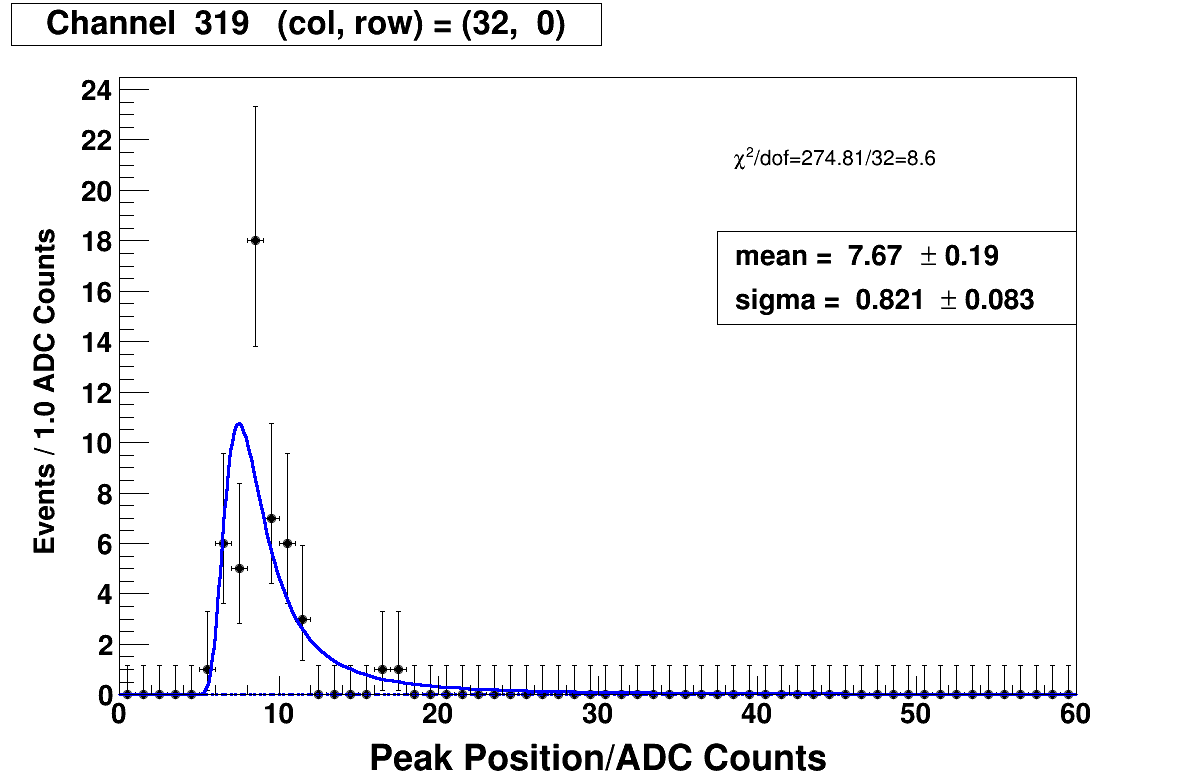 Channel 319 (col, row) = (32, 0)
24
22
20
18
16
14
12
10
8
6
4
2
0
Events / 1.0 ADC Counts
χ²/dof=274.81/32=8.6
mean = 7.67 ± 0.19
sigma = 0.821 ± 0.083
0 10 20 30 40 50 60
Peak Position/ADC Counts